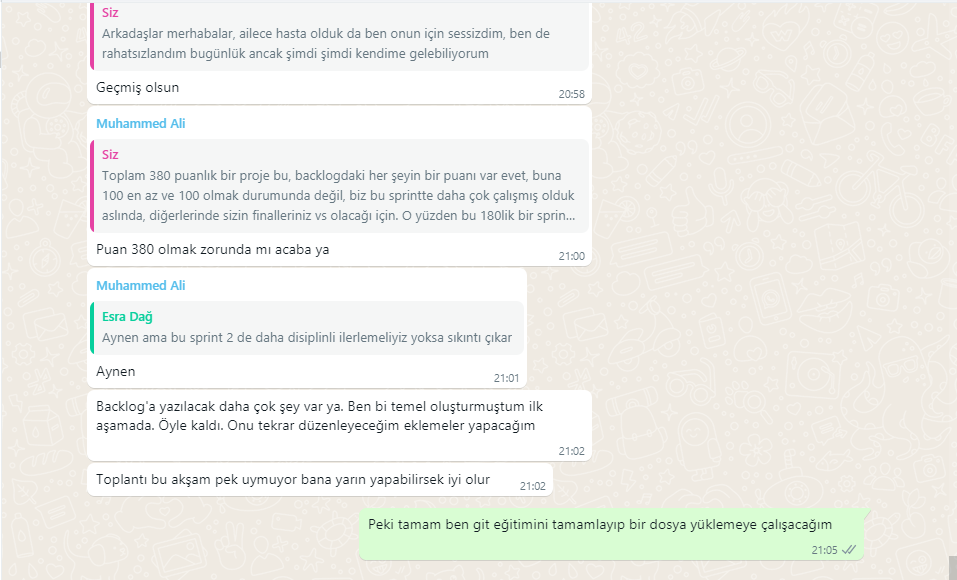 Siz
Arkadaşlar merhabalar, ailece hasta olduk da ben onun için sessizdim, ben de
rahatsızlandım bugünlük ancak şimdi şimdi kendime gelebiliyorum
Geçmiş olsun
20:58
Muhammed Ali
Siz
Toplam 380 puanlık bir proje bu, backlogdaki her şeyin bir puanı var evet, buna
100 en az ve 100 olmak durumunda değil, biz bu sprintte daha çok çalışmış olduk
aslında, diğerlerinde sizin finalleriniz vs olacağı için. O yüzden bu 180lik bir sprin...
Puan 380 olmak zorunda mı acaba ya
21:00
Muhammed Ali
Esra Dağ
Aynen ama bu sprint 2 de daha disiplinli ilerlemeliyiz yoksa sıkıntı çıkar
Aynen
21:01
Backlog'a yazılacak daha çok şey var ya. Ben bi temel oluşturmuştum ilk
aşamada. Öyle kaldı. Onu tekrar düzenleyeceğim eklemeler yapacağım
21:02
Toplantı bu akşam pek uymuyor bana yarın yapabilirsek iyi olur
21:02
Peki tamam ben git eğitimini tamamlayıp bir dosya yüklemeye çalışacağım
21:05